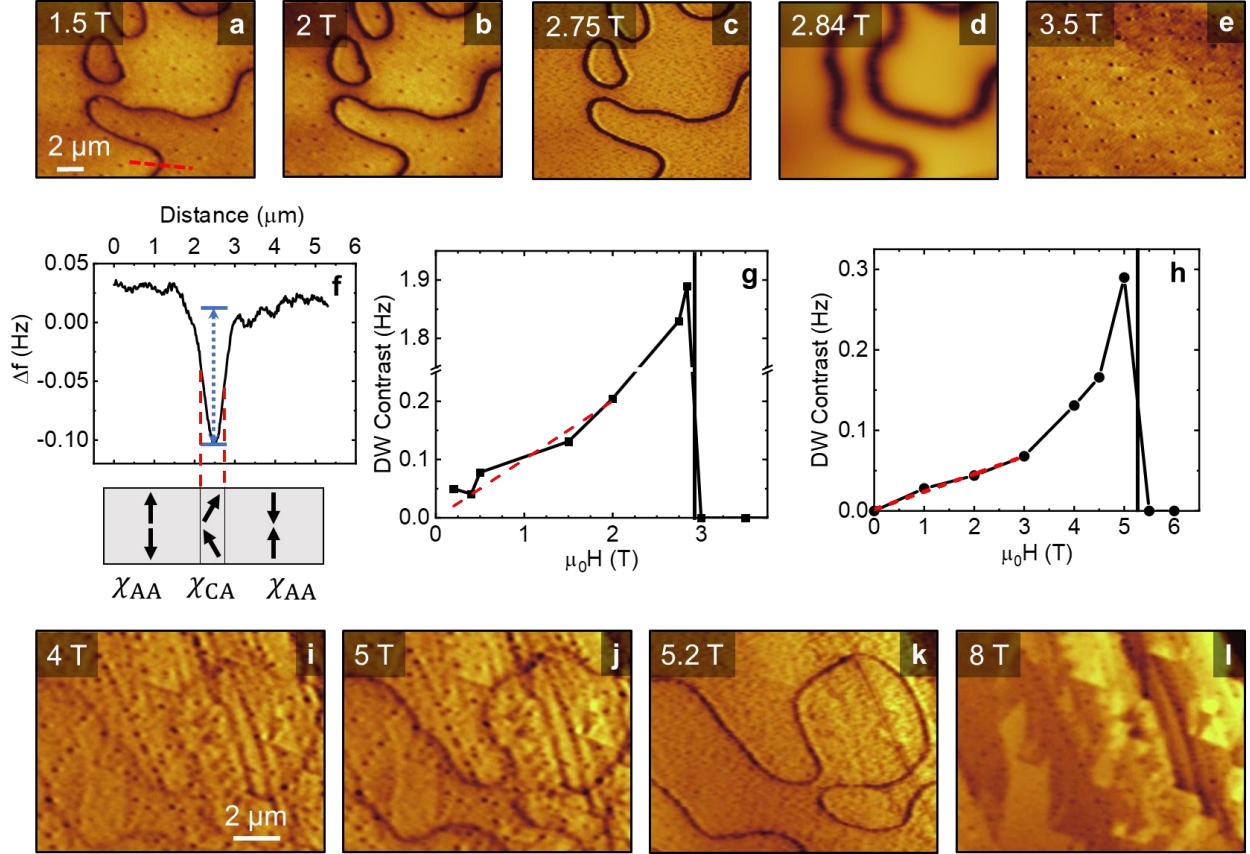 1.5 T a
2 μm
2 T b
2.75 T c
2.84 T d
3.5 T e
Distance (μm)
0 1 2 3 4 5 6
f
Δf (Hz)
0.05
0.00
-0.05
-0.10
χAA χCA χAA
g
DW Contrast (Hz)
1.9
1.8
0.2
0.1
0.0
0 1 2 3
μ₀H (T)
h
DW Contrast (Hz)
0.3
0.2
0.1
0.0
0 1 2 3 4 5 6
μ₀H (T)
4 T i
2 μm
5 T j
5.2 T k
8 T l